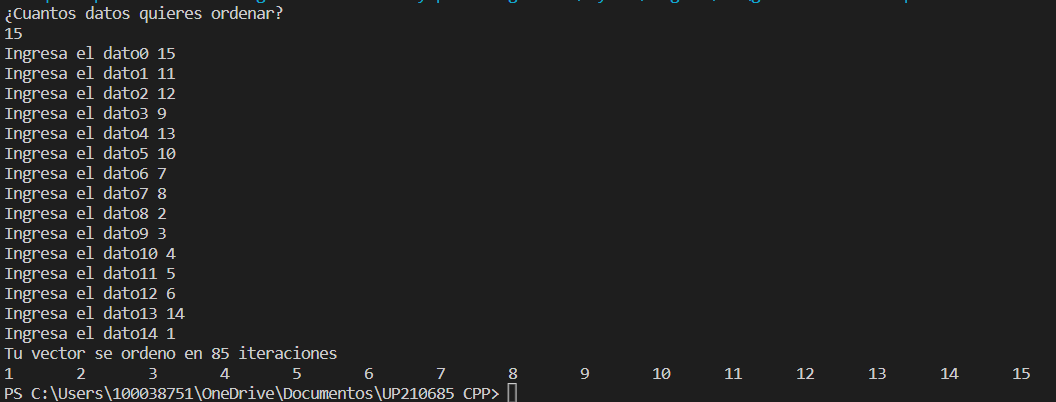 ¿Cuantos datos quieres ordenar?
15
Ingresa el dato0 15
Ingresa el dato1 11
Ingresa el dato2 12
Ingresa el dato3 9
Ingresa el dato4 13
Ingresa el dato5 10
Ingresa el dato6 7
Ingresa el dato7 8
Ingresa el dato8 2
Ingresa el dato9 3
Ingresa el dato10 4
Ingresa el dato11 5
Ingresa el dato12 6
Ingresa el dato13 14
Ingresa el dato14 1
Tu vector se ordeno en 85 iteraciones
1 2 3 4 5 6 7 8 9 10 11 12 13 14 15
PS C:\Users\100038751\OneDrive\Documentos\UP210685 CPP>